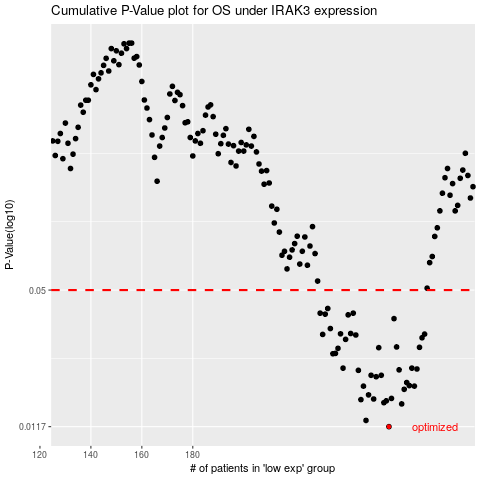 Cumulative P-Value plot for OS under IRAK3 expression
P-Value(log10)
0.05
0.0117
optimized
120 140 160 180
# of patients in 'low exp' group